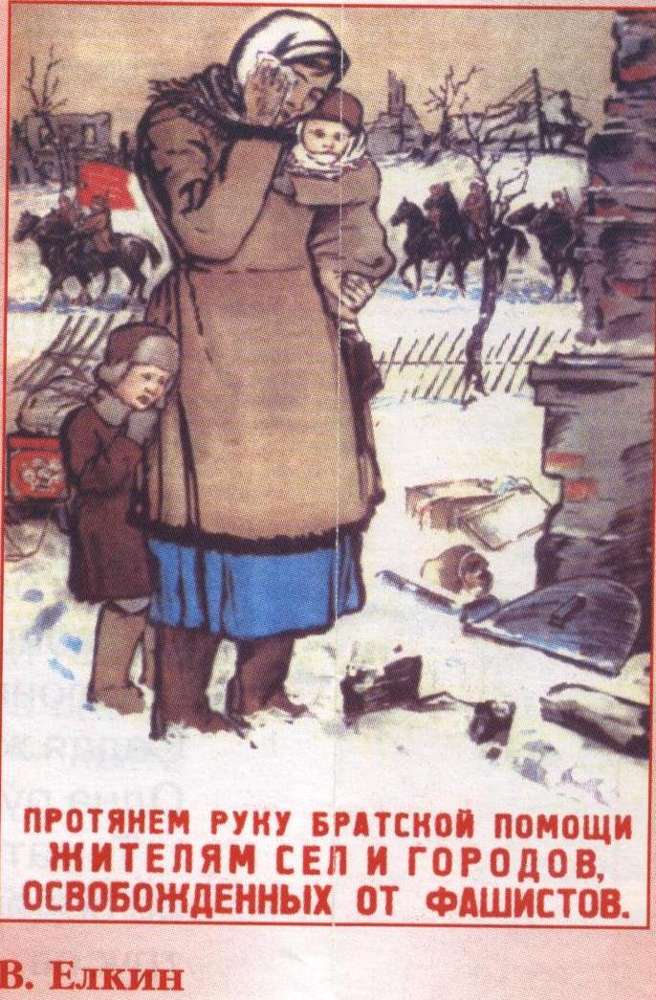 ПРОТЯНЕМ РУКУ БРАТСКОЙ ПОМОЩИ
ЖИТЕЛЯМ СЕЛ И ГОРОДОВ,
ОСВОБОЖДЕННЫХ ОТ ФАШИСТОВ.
В. Елкин